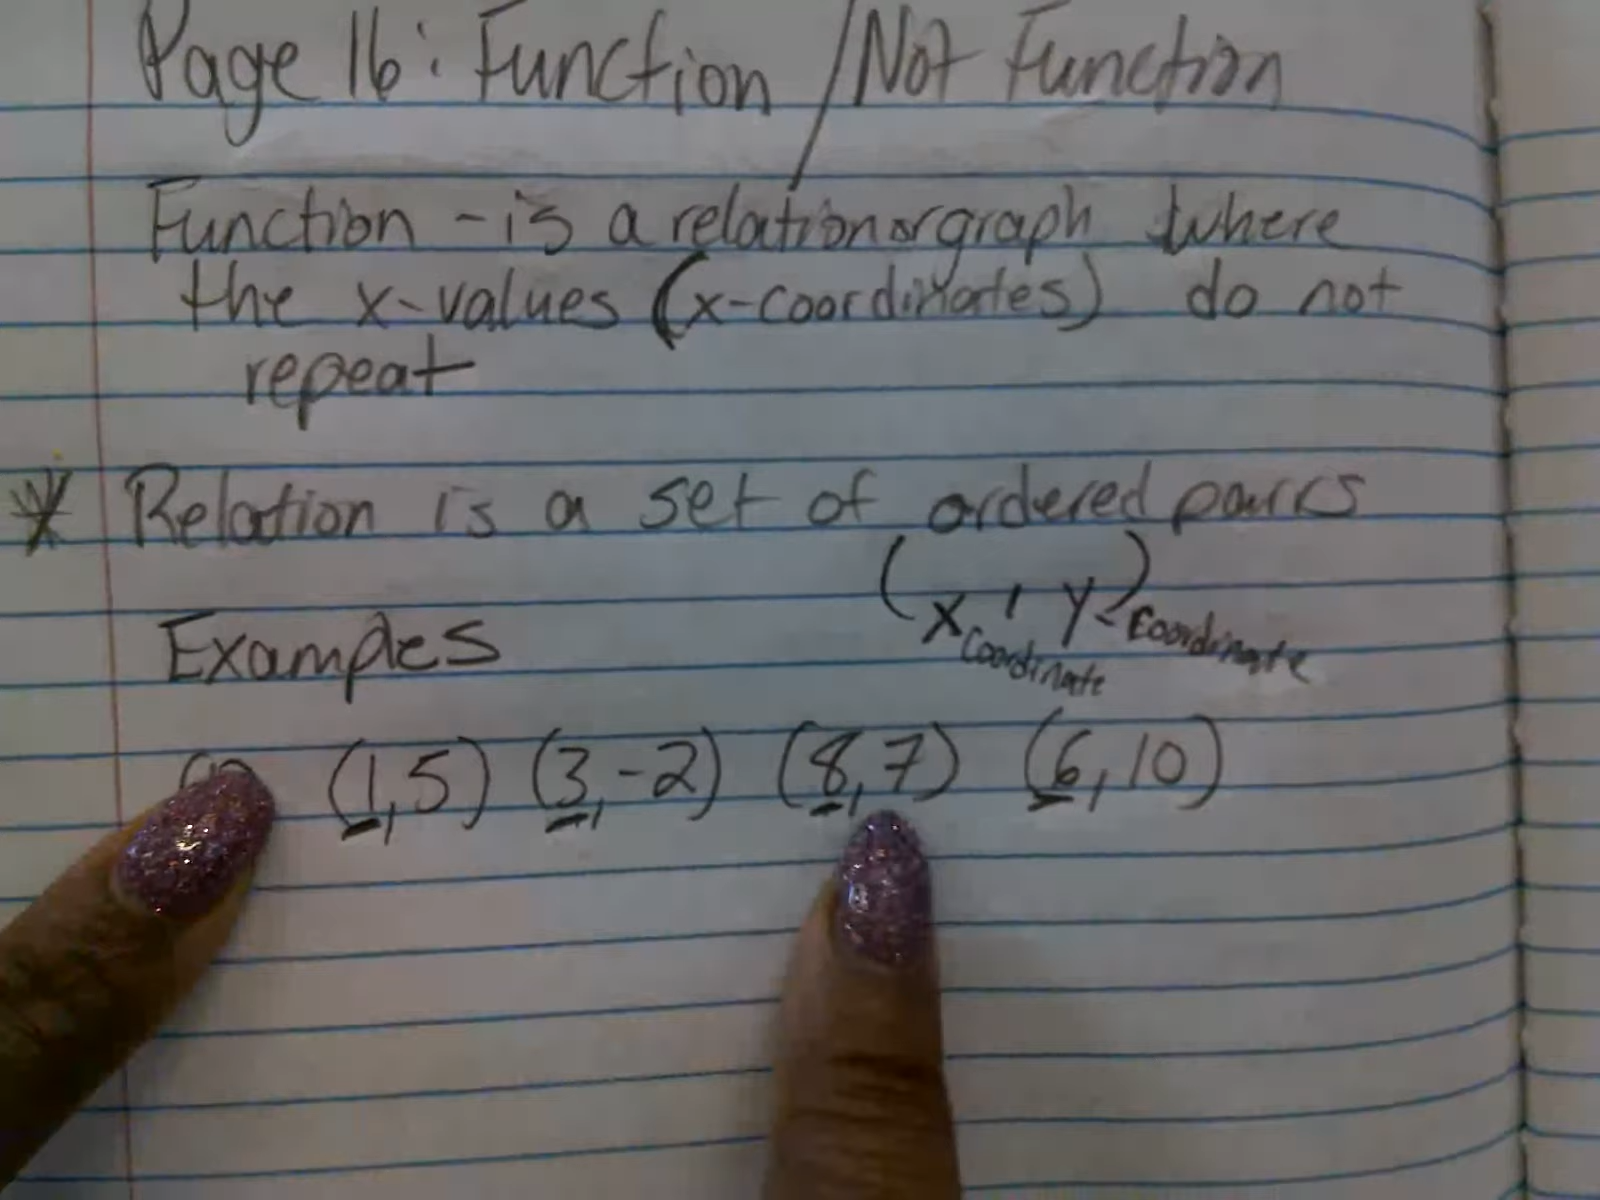 Page 16: Function / Not Function
Function - is a relation or graph where
the x-values (x-coordinates) do not
repeat
* Relation is a set of ordered pairs
(x, y)
coordinate coordinate
Examples
(1,5) (3,-2) (8,7) (6,10)